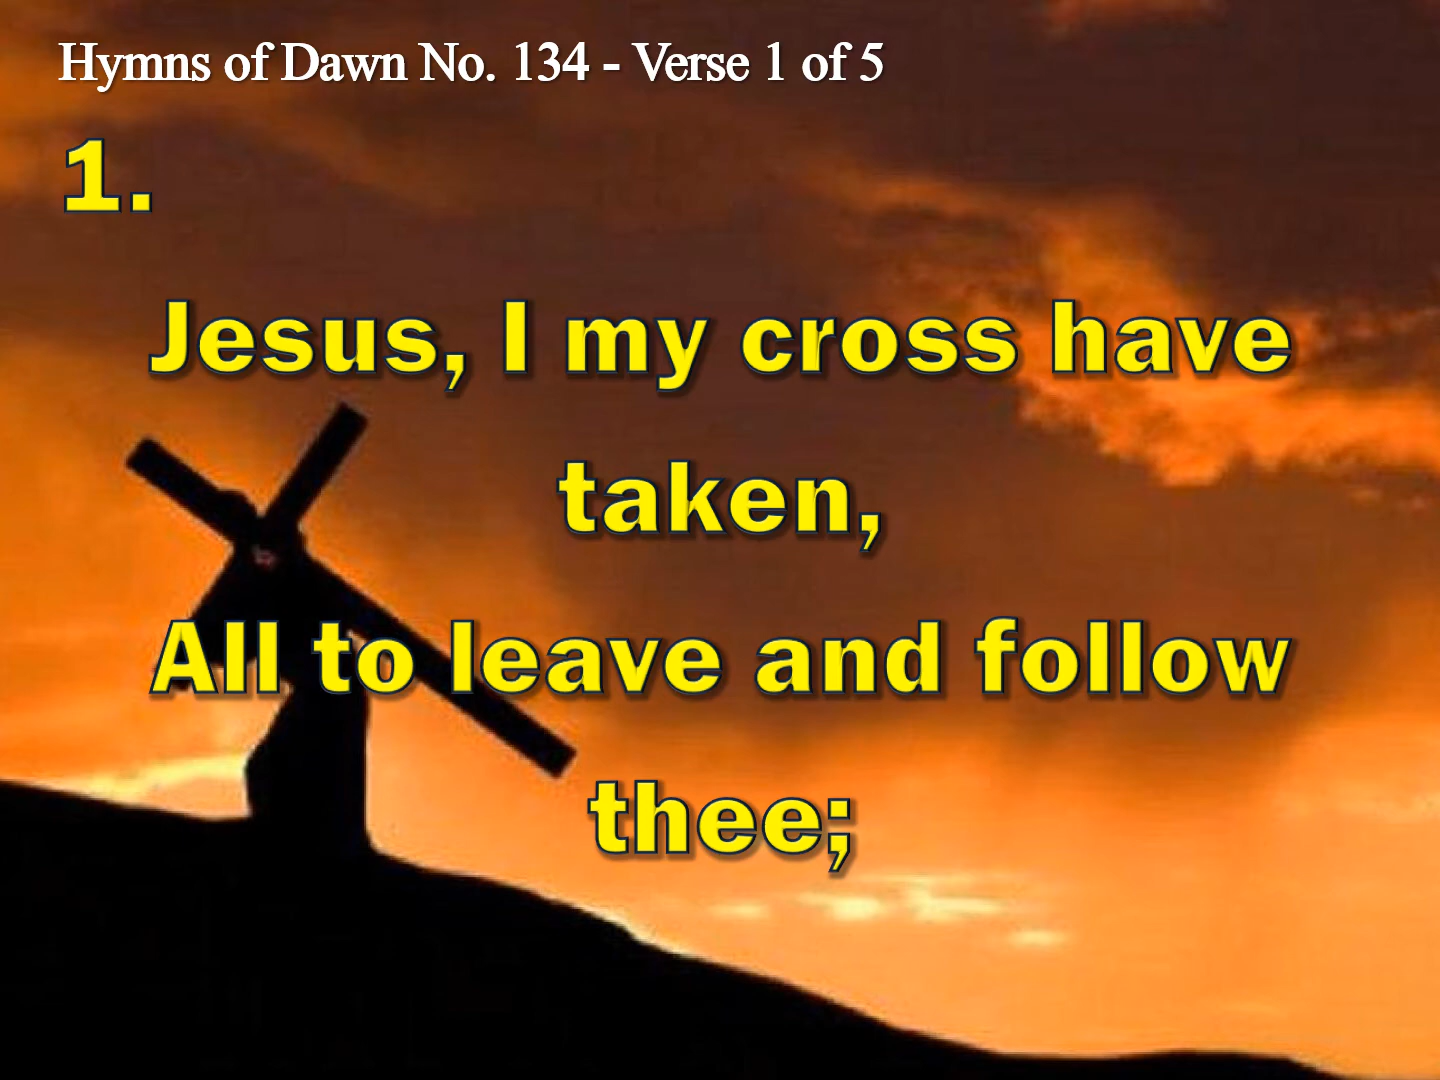 Hymns of Dawn No. 134 - Verse 1 of 5
1.
Jesus, I my cross have
taken,
All to leave and follow
thee;